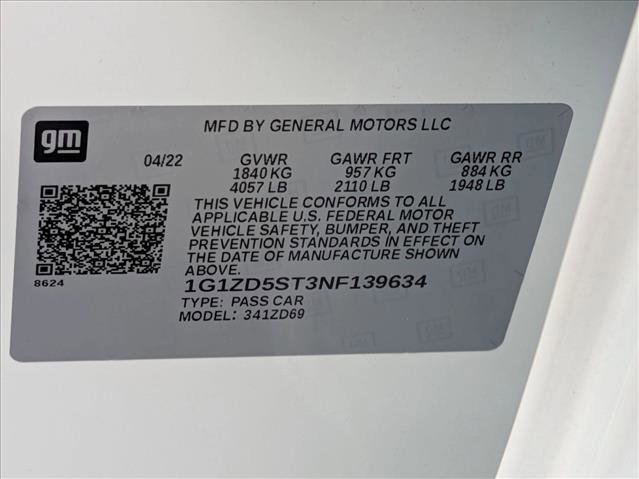 gm
MFD BY GENERAL MOTORS LLC
04/22 GVWR GAWR FRT GAWR RR
1840 KG 957 KG 884 KG
4057 LB 2110 LB 1948 LB
THIS VEHICLE CONFORMS TO ALL
APPLICABLE U.S. FEDERAL MOTOR
VEHICLE SAFETY, BUMPER, AND THEFT
PREVENTION STANDARDS IN EFFECT ON
THE DATE OF MANUFACTURE SHOWN
ABOVE.
8624
1G1ZD5ST3NF139634
TYPE: PASS CAR
MODEL: 341ZD69